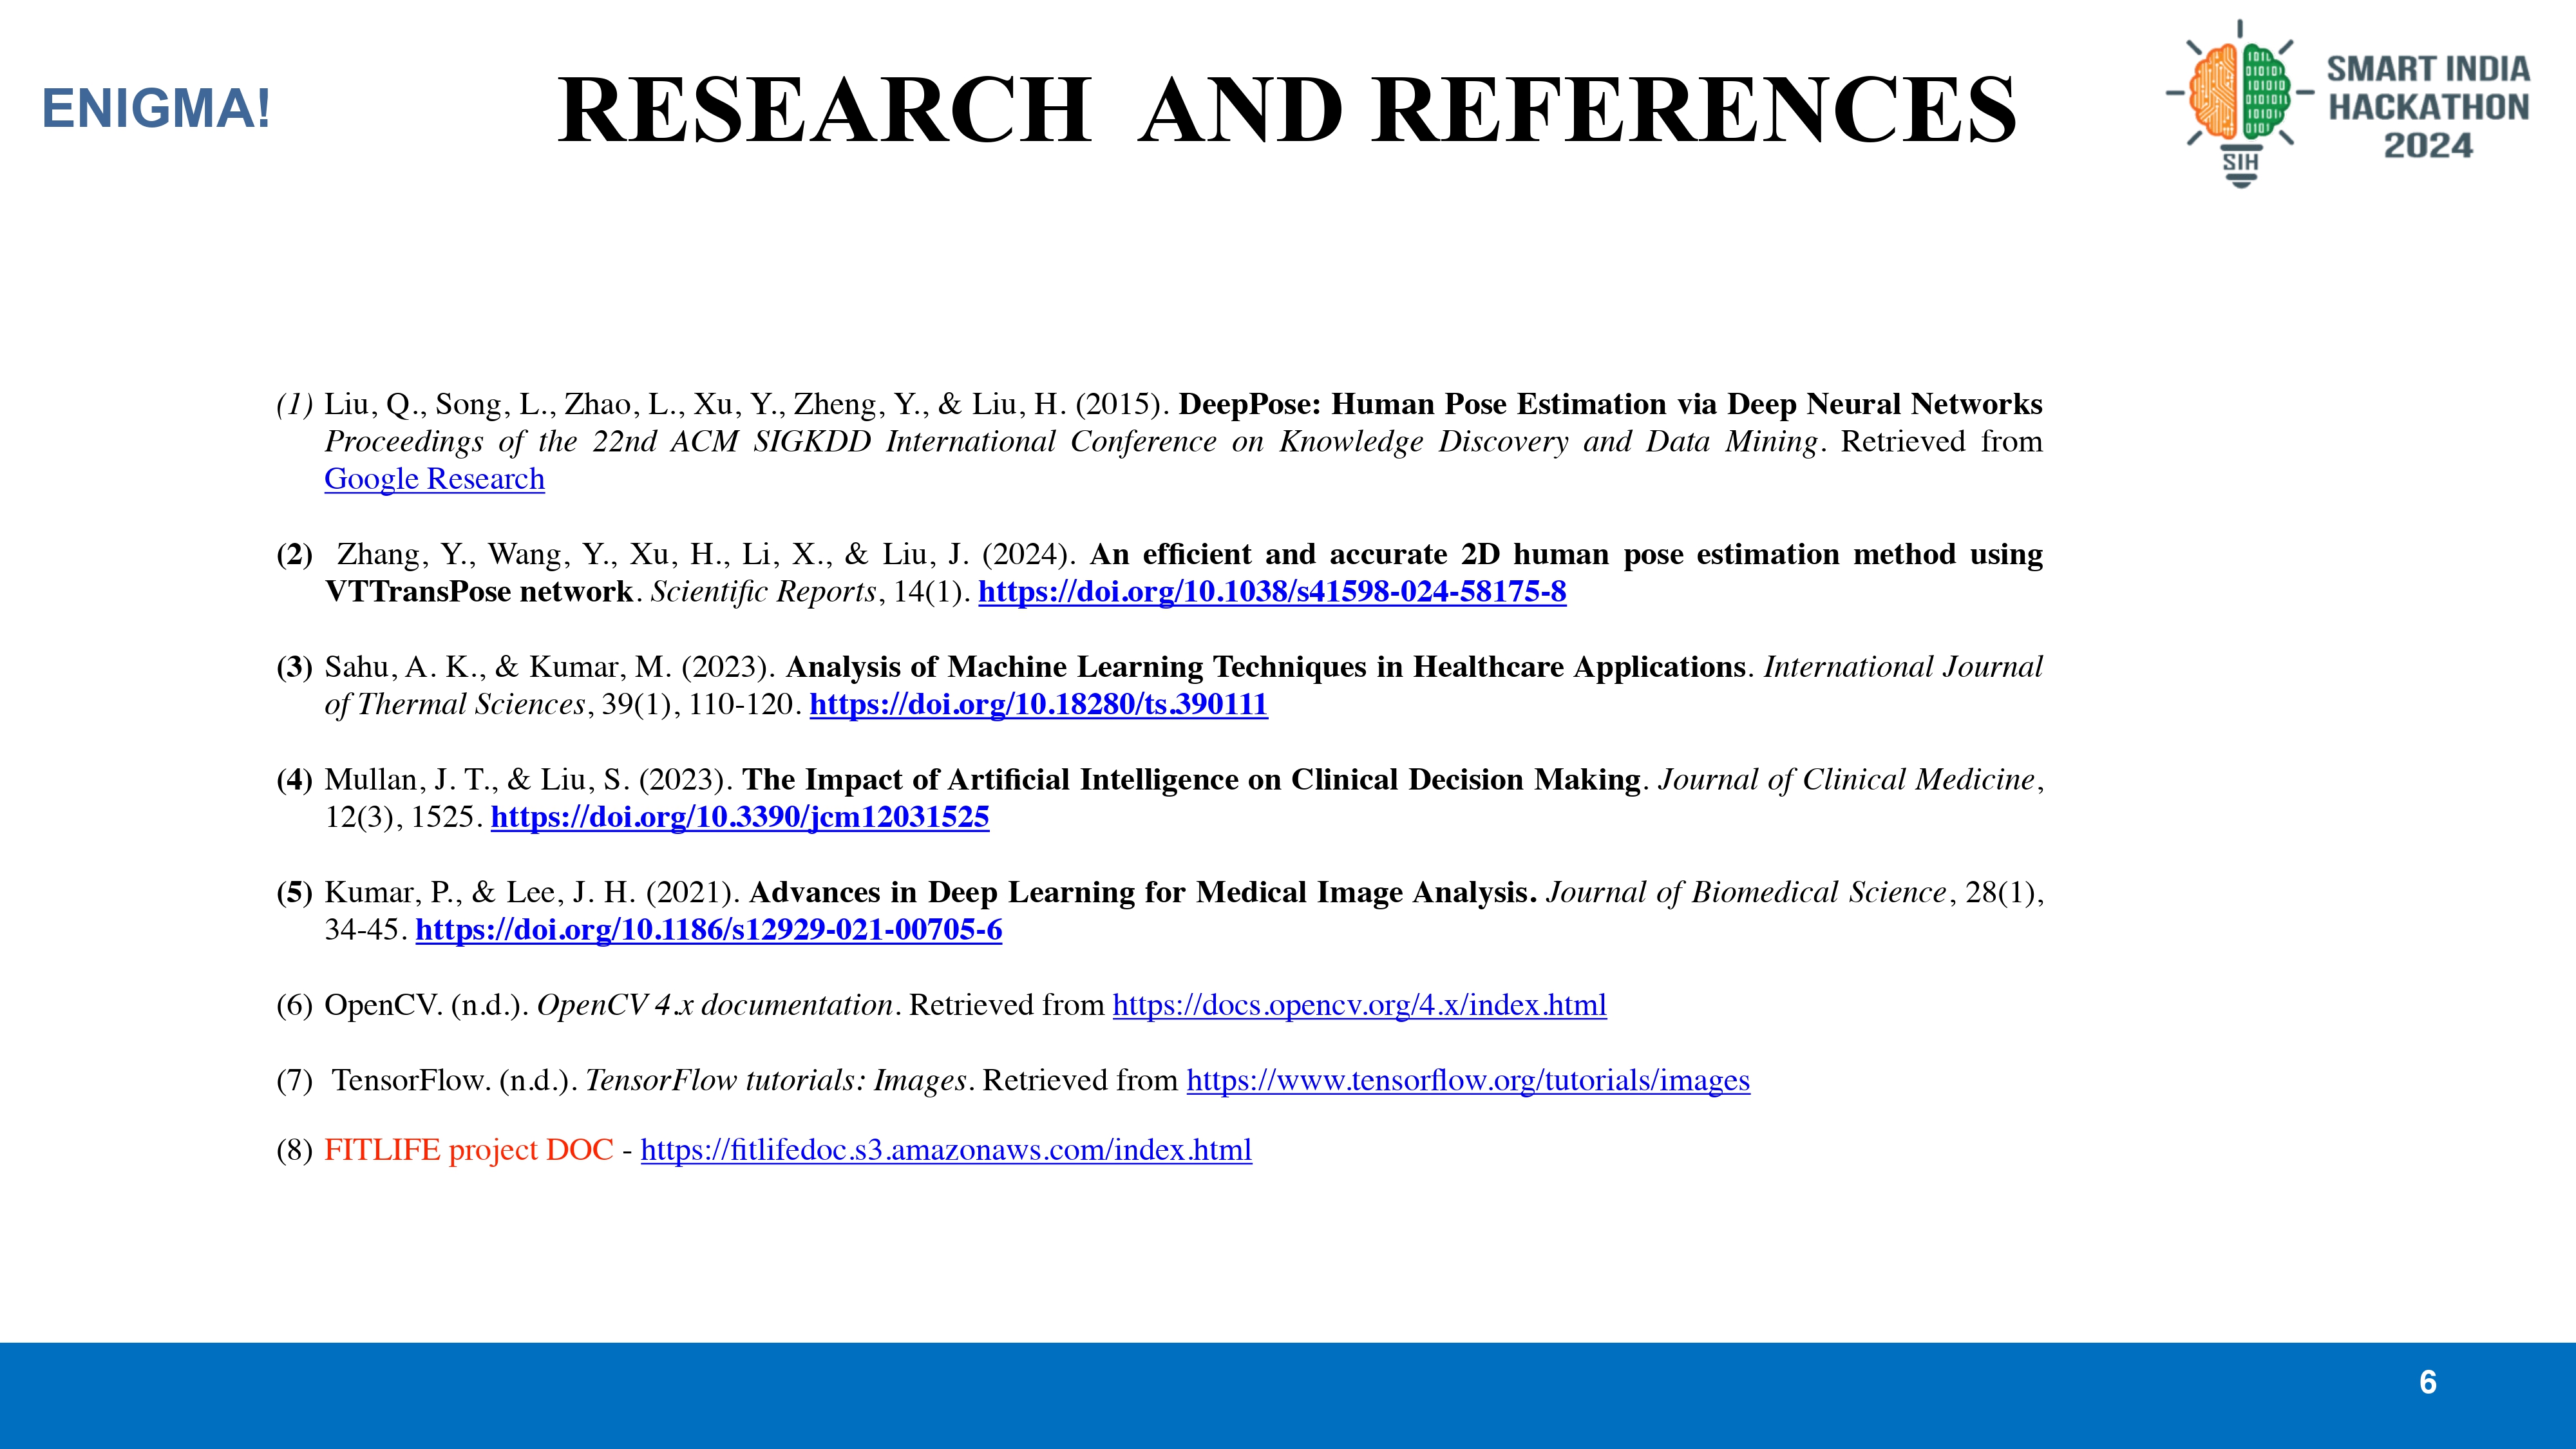 ENIGMA!
RESEARCH AND REFERENCES
SMART INDIA
HACKATHON
2024
SIH
(1) Liu, Q., Song, L., Zhao, L., Xu, Y., Zheng, Y., & Liu, H. (2015). DeepPose: Human Pose Estimation via Deep Neural Networks
Proceedings of the 22nd ACM SIGKDD International Conference on Knowledge Discovery and Data Mining. Retrieved from
Google Research
(2) Zhang, Y., Wang, Y., Xu, H., Li, X., & Liu, J. (2024). An efficient and accurate 2D human pose estimation method using
VTTransPose network. Scientific Reports, 14(1). https://doi.org/10.1038/s41598-024-58175-8
(3) Sahu, A. K., & Kumar, M. (2023). Analysis of Machine Learning Techniques in Healthcare Applications. International Journal
of Thermal Sciences, 39(1), 110-120. https://doi.org/10.18280/ts.390111
(4) Mullan, J. T., & Liu, S. (2023). The Impact of Artificial Intelligence on Clinical Decision Making. Journal of Clinical Medicine,
12(3), 1525. https://doi.org/10.3390/jcm12031525
(5) Kumar, P., & Lee, J. H. (2021). Advances in Deep Learning for Medical Image Analysis. Journal of Biomedical Science, 28(1),
34-45. https://doi.org/10.1186/s12929-021-00705-6
(6) OpenCV. (n.d.). OpenCV 4.x documentation. Retrieved from https://docs.opencv.org/4.x/index.html
(7) TensorFlow. (n.d.). TensorFlow tutorials: Images. Retrieved from https://www.tensorflow.org/tutorials/images
(8) FITLIFE project DOC - https://fitlifedoc.s3.amazonaws.com/index.html
6